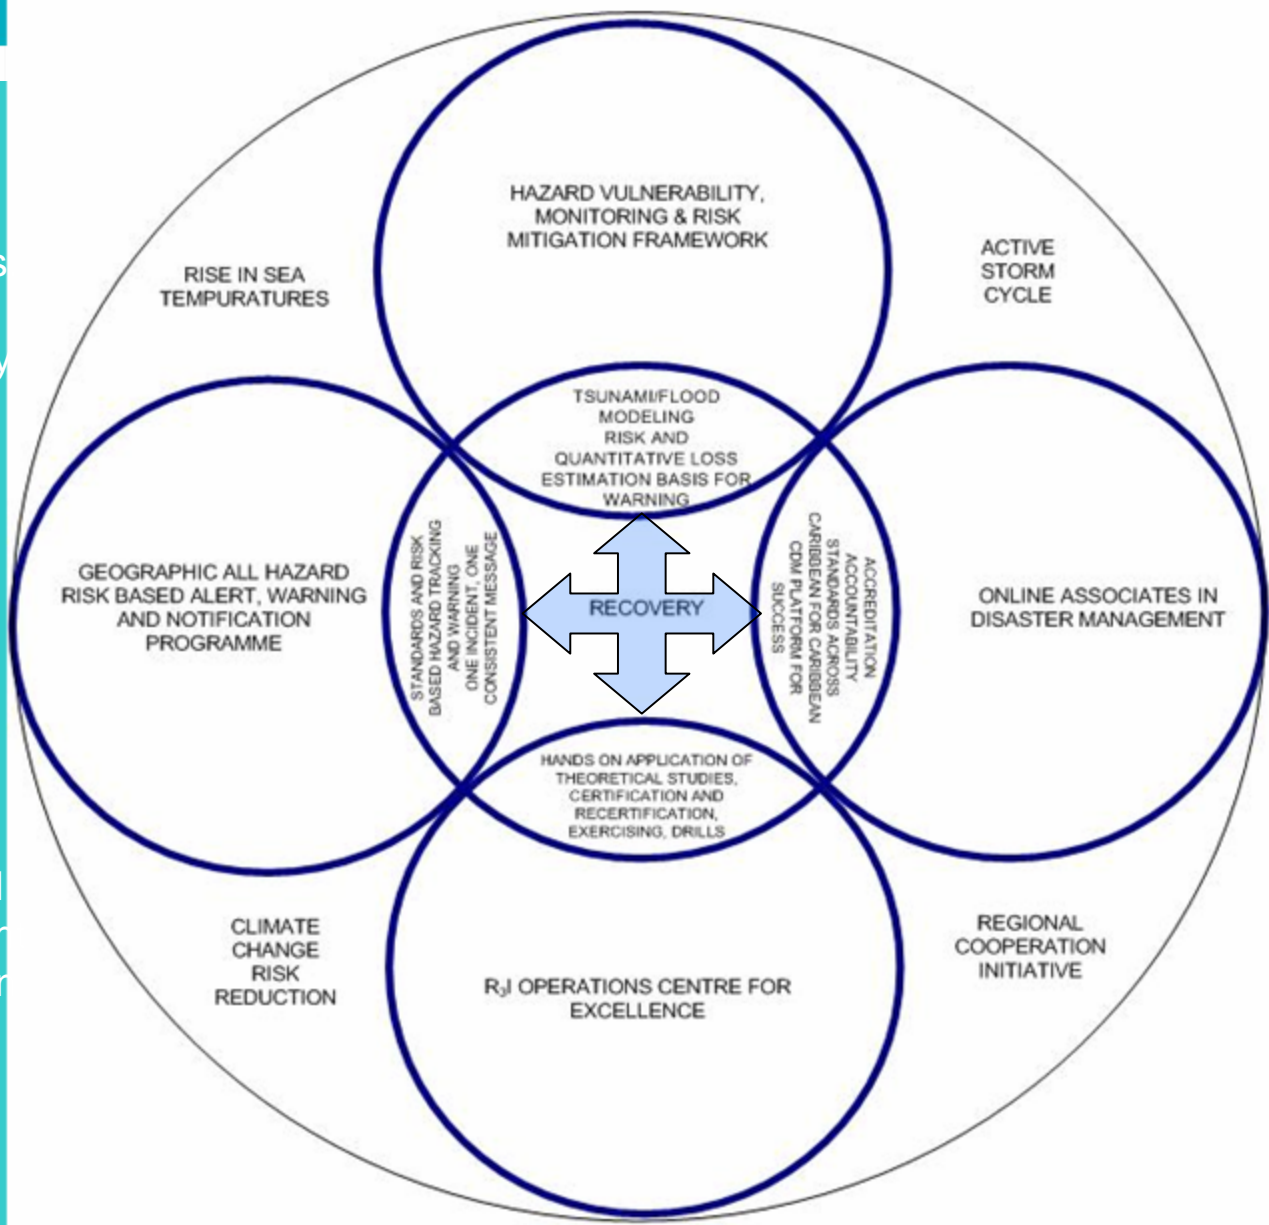 HAZARD VULNERABILITY,
MONITORING & RISK
MITIGATION FRAMEWORK
RISE IN SEA
TEMPURATURES
ACTIVE
STORM
CYCLE
TSUNAMI/FLOOD
MODELING
RISK AND
QUANTITATIVE LOSS
ESTIMATION BASIS FOR
WARNING
GEOGRAPHIC ALL HAZARD
RISK BASED ALERT, WARNING
AND NOTIFICATION
PROGRAMME
STANDARDS AND RISK
BASED HAZARD TRACKING
AND WARNING
ONE INCIDENT, ONE
CONSISTENT MESSAGE
RECOVERY
ACCREDITATION
ACCOUNTABILITY
STANDARDS ACROSS
CARIBBEAN FOR CARIBBEAN
CDM PLATFORM FOR
SUCCESS
ONLINE ASSOCIATES IN
DISASTER MANAGEMENT
HANDS ON APPLICATION OF
THEORETICAL STUDIES,
CERTIFICATION AND
RECERTIFICATION,
EXERCISING, DRILLS
CLIMATE
CHANGE
RISK
REDUCTION
REGIONAL
COOPERATION
INITIATIVE
R₃I OPERATIONS CENTRE FOR
EXCELLENCE